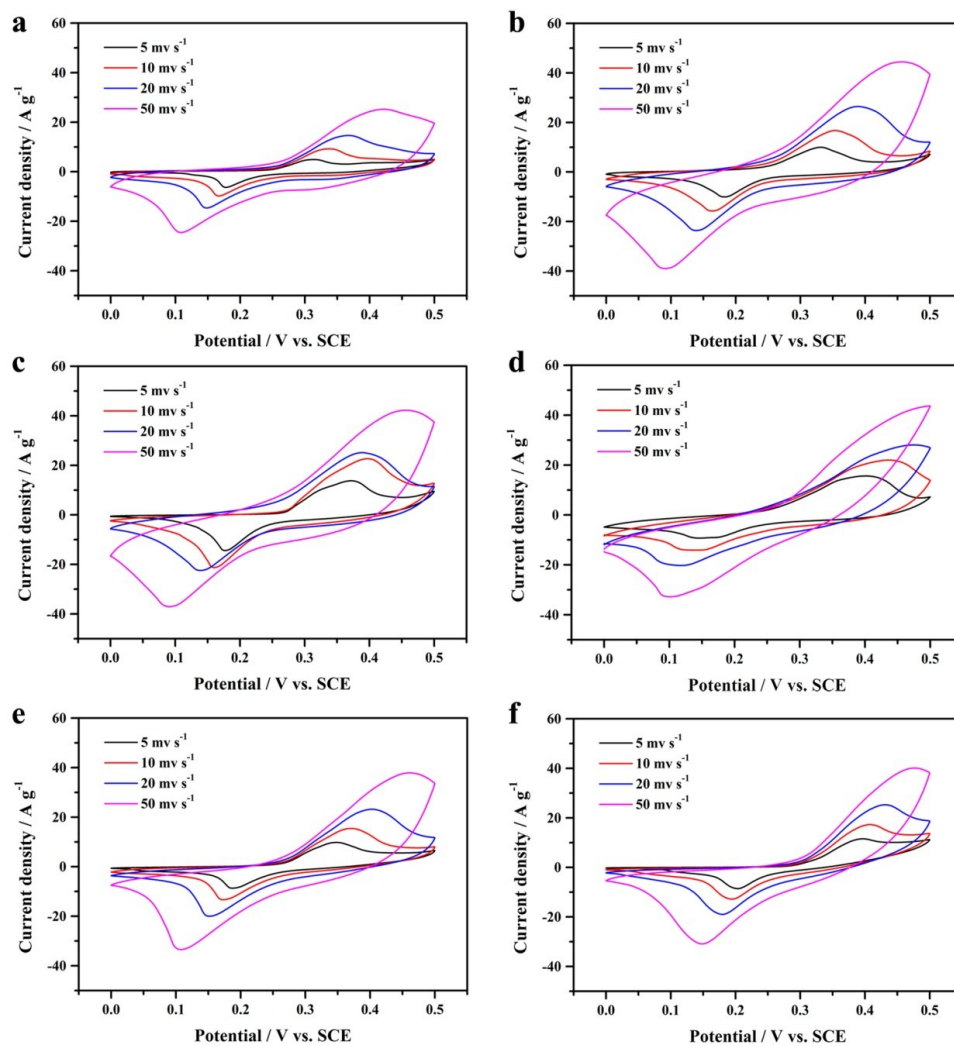 a
60
40
20
0
-20
-40
5 mv s⁻¹
10 mv s⁻¹
20 mv s⁻¹
50 mv s⁻¹
Current density / A g⁻¹
0.0 0.1 0.2 0.3 0.4 0.5
Potential / V vs. SCE
b
60
40
20
0
-20
-40
5 mv s⁻¹
10 mv s⁻¹
20 mv s⁻¹
50 mv s⁻¹
Current density / A g⁻¹
0.0 0.1 0.2 0.3 0.4 0.5
Potential / V vs. SCE
c
60
40
20
0
-20
-40
5 mv s⁻¹
10 mv s⁻¹
20 mv s⁻¹
50 mv s⁻¹
Current density / A g⁻¹
0.0 0.1 0.2 0.3 0.4 0.5
Potential / V vs. SCE
d
60
40
20
0
-20
-40
5 mv s⁻¹
10 mv s⁻¹
20 mv s⁻¹
50 mv s⁻¹
Current density / A g⁻¹
0.0 0.1 0.2 0.3 0.4 0.5
Potential / V vs. SCE
e
60
40
20
0
-20
-40
5 mv s⁻¹
10 mv s⁻¹
20 mv s⁻¹
50 mv s⁻¹
Current density / A g⁻¹
0.0 0.1 0.2 0.3 0.4 0.5
Potential / V vs. SCE
f
60
40
20
0
-20
-40
5 mv s⁻¹
10 mv s⁻¹
20 mv s⁻¹
50 mv s⁻¹
Current density / A g⁻¹
0.0 0.1 0.2 0.3 0.4 0.5
Potential / V vs. SCE